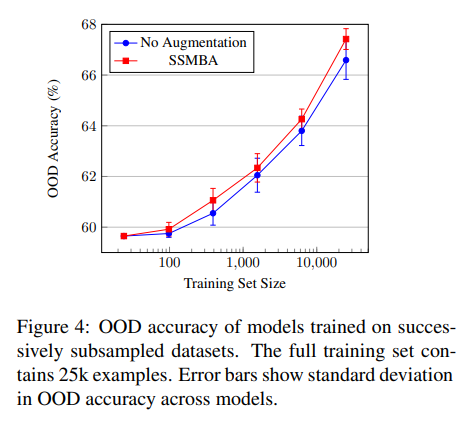 68
66
64
62
60
OOD Accuracy (%)
No Augmentation
SSMBA
100
1,000
10,000
Training Set Size
Figure 4: OOD accuracy of models trained on succes-
sively subsampled datasets. The full training set con-
tains 25k examples. Error bars show standard deviation
in OOD accuracy across models.